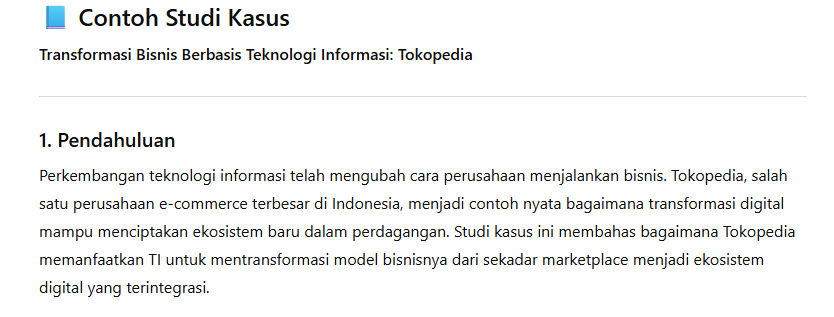 Contoh Studi Kasus
Transformasi Bisnis Berbasis Teknologi Informasi: Tokopedia
1. Pendahuluan
Perkembangan teknologi informasi telah mengubah cara perusahaan menjalankan bisnis. Tokopedia, salah
satu perusahaan e-commerce terbesar di Indonesia, menjadi contoh nyata bagaimana transformasi digital
mampu menciptakan ekosistem baru dalam perdagangan. Studi kasus ini membahas bagaimana Tokopedia
memanfaatkan TI untuk mentransformasi model bisnisnya dari sekadar marketplace menjadi ekosistem
digital yang terintegrasi.